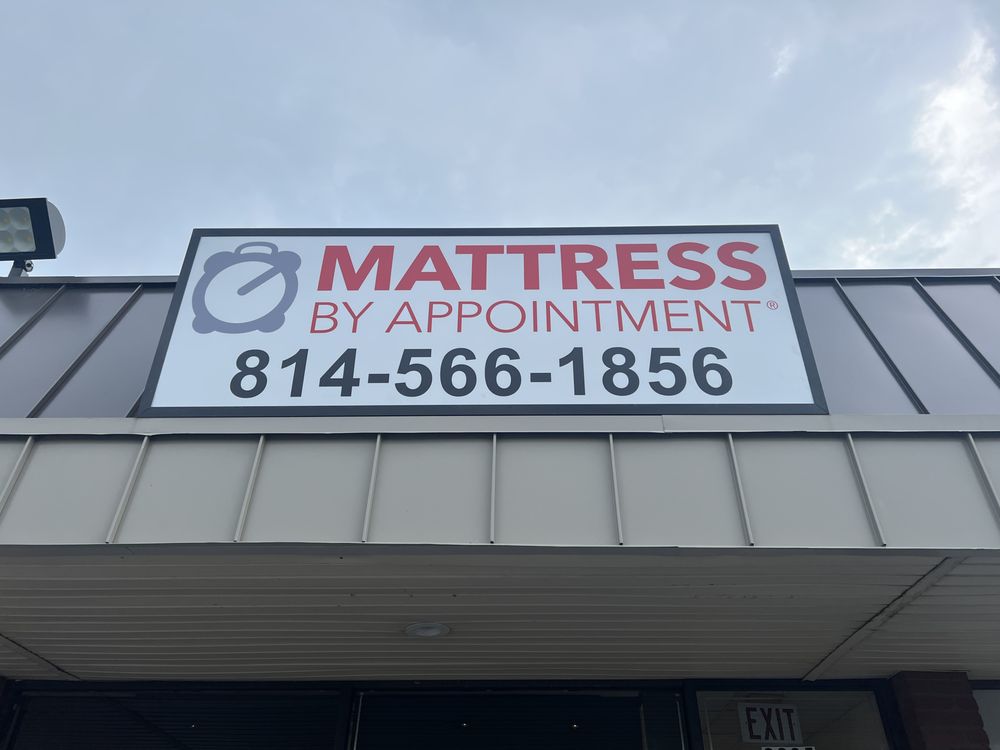 MATTRESS
BY APPOINTMENT®
814-566-1856
EXIT